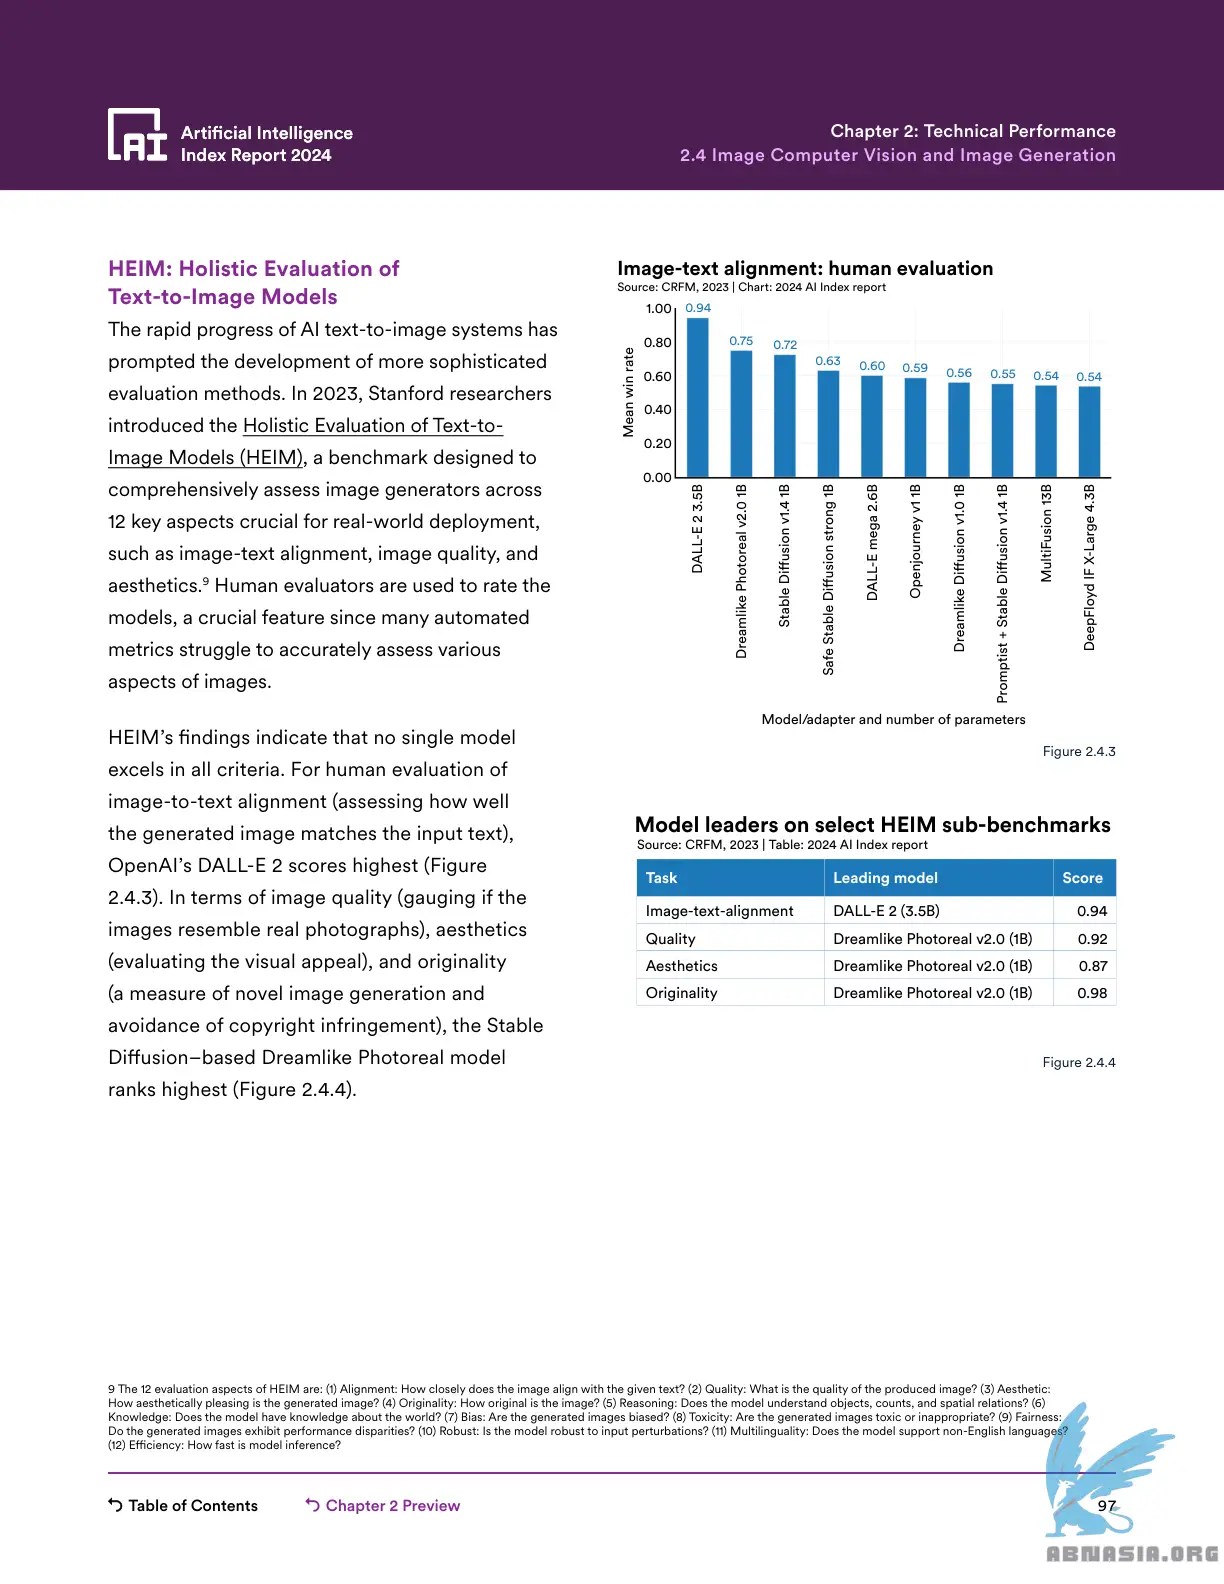 Artificial Intelligence
Index Report 2024
Chapter 2: Technical Performance
2.4 Image Computer Vision and Image Generation
HEIM: Holistic Evaluation of
Text-to-Image Models
The rapid progress of AI text-to-image systems has
prompted the development of more sophisticated
evaluation methods. In 2023, Stanford researchers
introduced the Holistic Evaluation of Text-to-
Image Models (HEIM), a benchmark designed to
comprehensively assess image generators across
12 key aspects crucial for real-world deployment,
such as image-text alignment, image quality, and
aesthetics.⁹ Human evaluators are used to rate the
models, a crucial feature since many automated
metrics struggle to accurately assess various
aspects of images.
HEIM’s findings indicate that no single model
excels in all criteria. For human evaluation of
image-to-text alignment (assessing how well
the generated image matches the input text),
OpenAI’s DALL-E 2 scores highest (Figure
2.4.3). In terms of image quality (gauging if the
images resemble real photographs), aesthetics
(evaluating the visual appeal), and originality
(a measure of novel image generation and
avoidance of copyright infringement), the Stable
Diffusion–based Dreamlike Photoreal model
ranks highest (Figure 2.4.4).
Image-text alignment: human evaluation
Source: CRFM, 2023 | Chart: 2024 AI Index report
Mean win rate
1.00
0.80
0.60
0.40
0.20
0.00
0.94
0.75
0.72
0.63
0.60
0.59
0.56
0.55
0.54
0.54
DALL-E 2 3.5B
Dreamlike Photoreal v2.0 1B
Stable Diffusion v1.4 1B
Safe Stable Diffusion strong 1B
DALL-E mega 2.6B
Openjourney v1 1B
Dreamlike Diffusion v1.0 1B
Promptist + Stable Diffusion v1.4 1B
MultiFusion 13B
DeepFloyd IF X-Large 4.3B
Model/adapter and number of parameters
Figure 2.4.3
Model leaders on select HEIM sub-benchmarks
Source: CRFM, 2023 | Table: 2024 AI Index report
Task Leading model Score
Image-text-alignment DALL-E 2 (3.5B) 0.94
Quality Dreamlike Photoreal v2.0 (1B) 0.92
Aesthetics Dreamlike Photoreal v2.0 (1B) 0.87
Originality Dreamlike Photoreal v2.0 (1B) 0.98
Figure 2.4.4
9 The 12 evaluation aspects of HEIM are: (1) Alignment: How closely does the image align with the given text? (2) Quality: What is the quality of the produced image? (3) Aesthetic:
How aesthetically pleasing is the generated image? (4) Originality: How original is the image? (5) Reasoning: Does the model understand objects, counts, and spatial relations? (6)
Knowledge: Does the model have knowledge about the world? (7) Bias: Are the generated images biased? (8) Toxicity: Are the generated images toxic or inappropriate? (9) Fairness:
Do the generated images exhibit performance disparities? (10) Robust: Is the model robust to input perturbations? (11) Multilinguality: Does the model support non-English languages?
(12) Efficiency: How fast is model inference?
Table of Contents
Chapter 2 Preview
97
ABNASIA.ORG